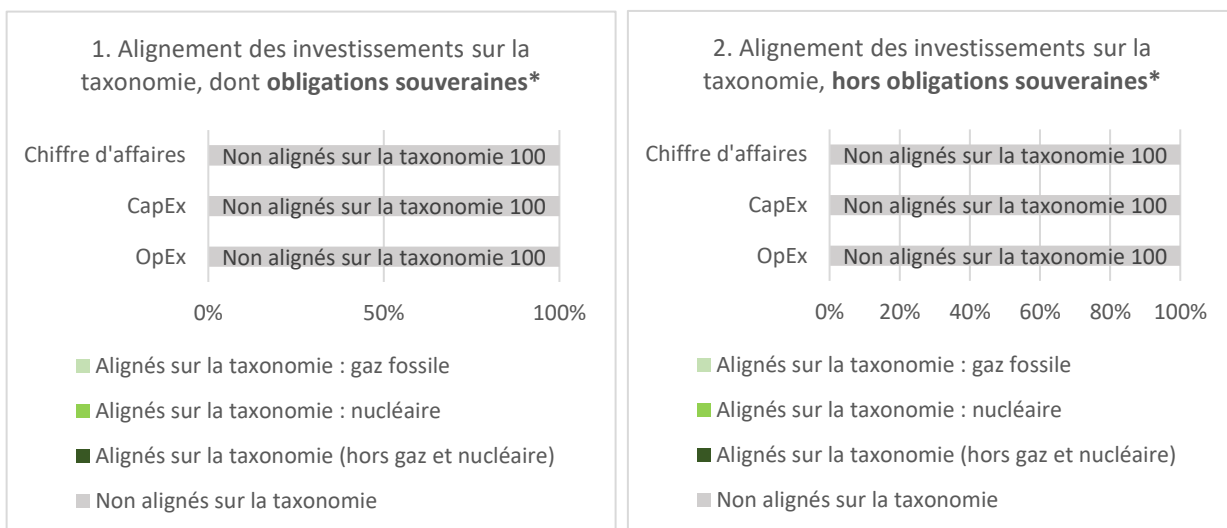 1. Alignement des investissements sur la
taxonomie, dont obligations souveraines*
Chiffre d'affaires
Non alignés sur la taxonomie 100
CapEx
Non alignés sur la taxonomie 100
OpEx
Non alignés sur la taxonomie 100
0% 50% 100%
Alignés sur la taxonomie : gaz fossile
Alignés sur la taxonomie : nucléaire
Alignés sur la taxonomie (hors gaz et nucléaire)
Non alignés sur la taxonomie
2. Alignement des investissements sur la
taxonomie, hors obligations souveraines*
Chiffre d'affaires
Non alignés sur la taxonomie 100
CapEx
Non alignés sur la taxonomie 100
OpEx
Non alignés sur la taxonomie 100
0% 20% 40% 60% 80% 100%
Alignés sur la taxonomie : gaz fossile
Alignés sur la taxonomie : nucléaire
Alignés sur la taxonomie (hors gaz et nucléaire)
Non alignés sur la taxonomie